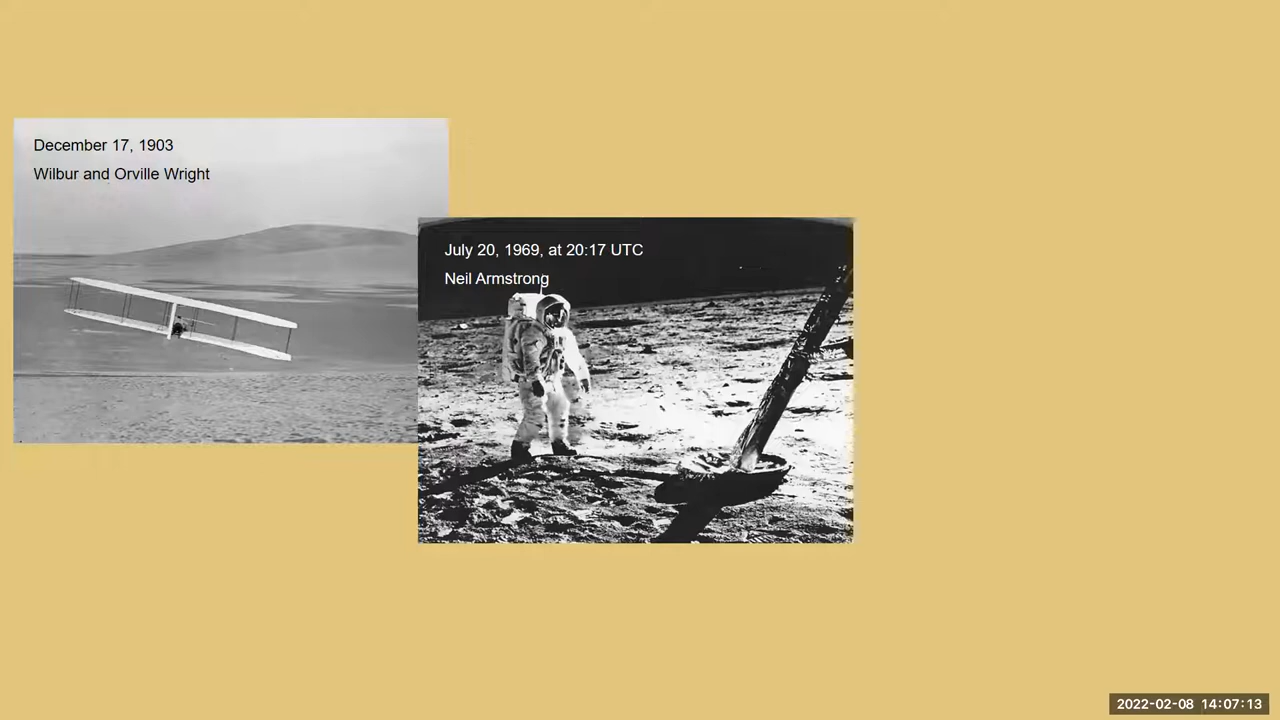 December 17, 1903
Wilbur and Orville Wright
July 20, 1969, at 20:17 UTC
Neil Armstrong
2022-02-08 14:07:13